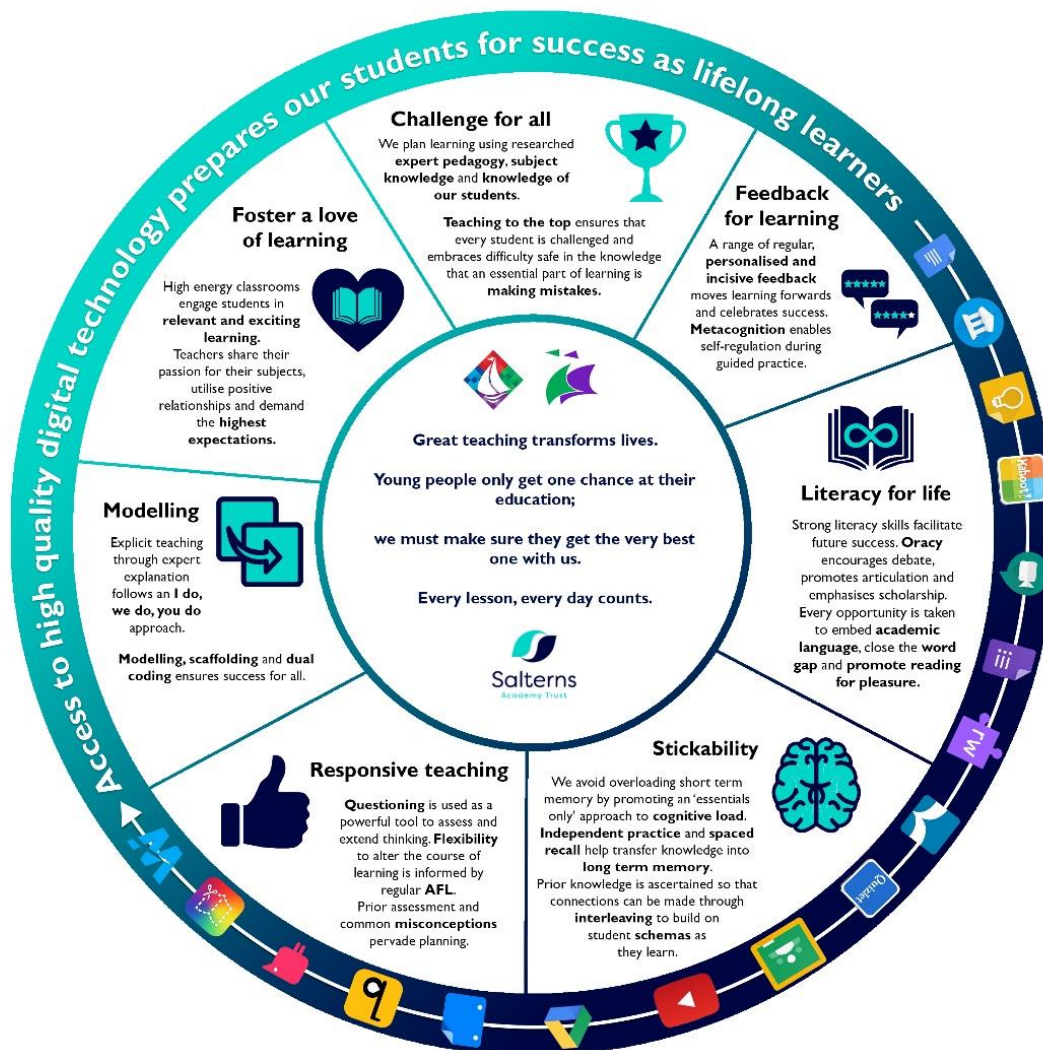 Access to high quality digital technology prepares our students for success as lifelong learners
Challenge for all
We plan learning using researched
expert pedagogy, subject
knowledge and knowledge of
our students.
Teaching to the top ensures that
every student is challenged and
embraces difficulty safe in the knowledge
that an essential part of learning is
making mistakes.
Feedback
for learning
A range of regular,
personalised and
incisive feedback
moves learning forwards
and celebrates success.
Metacognition enables
self-regulation during
guided practice.
Literacy for life
Strong literacy skills facilitate
future success. Oracy
encourages debate,
promotes articulation and
emphasises scholarship.
Every opportunity is taken
to embed academic
language, close the word
gap and promote reading
for pleasure.
Stickability
We avoid overloading short term
memory by promoting an 'essentials
only' approach to cognitive load.
Independent practice and spaced
recall help transfer knowledge into
long term memory.
Prior knowledge is ascertained so that
connections can be made through
interleaving to build on
student schemas as
they learn.
Responsive teaching
Questioning is used as a
powerful tool to assess and
extend thinking. Flexibility
to alter the course of
learning is informed by
regular AFL.
Prior assessment and
common misconceptions
pervade planning.
Modelling
Explicit teaching
through expert
explanation
follows an I do,
we do, you do
approach.
Modelling, scaffolding and dual
coding ensures success for all.
Foster a love
of learning
High energy classrooms
engage students in
relevant and exciting
learning.
Teachers share their
passion for their subjects,
utilise positive
relationships and demand
the highest
expectations.
Great teaching transforms lives.
Young people only get one chance at their
education;
we must make sure they get the very best
one with us.
Every lesson, every day counts.
Salterns
Academy Trust
Kahoot!
rw
Quizlet
q
W